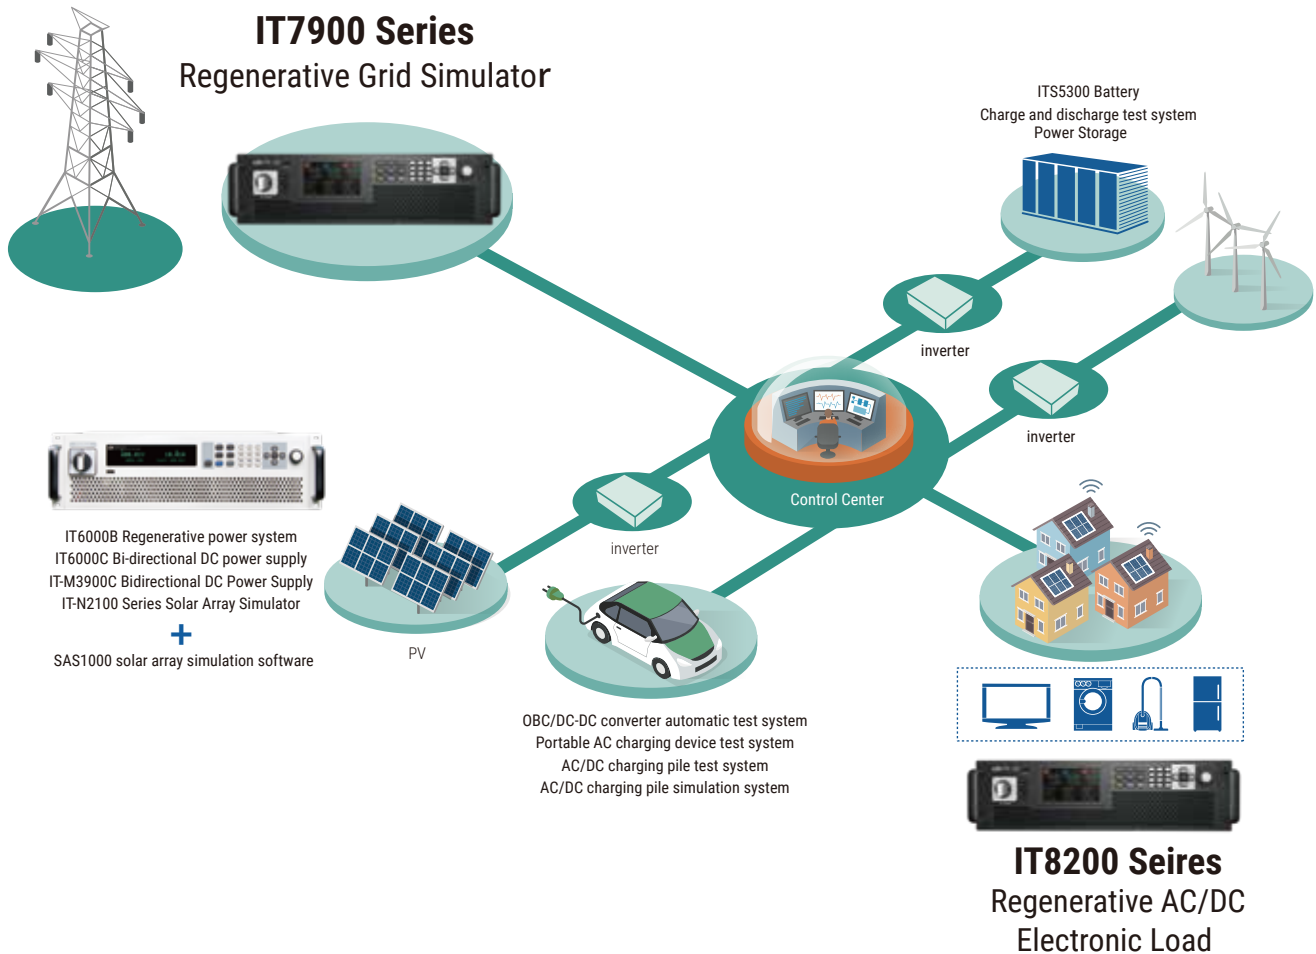 IT7900 Series
Regenerative Grid Simulator
ITS5300 Battery
Charge and discharge test system
Power Storage
inverter
inverter
Control Center
inverter
IT6000B Regenerative power system
IT6000C Bi-directional DC power supply
IT-M3900C Bidirectional DC Power Supply
IT-N2100 Series Solar Array Simulator
+
SAS1000 solar array simulation software
PV
OBC/DC-DC converter automatic test system
Portable AC charging device test system
AC/DC charging pile test system
AC/DC charging pile simulation system
IT8200 Seires
Regenerative AC/DC
Electronic Load